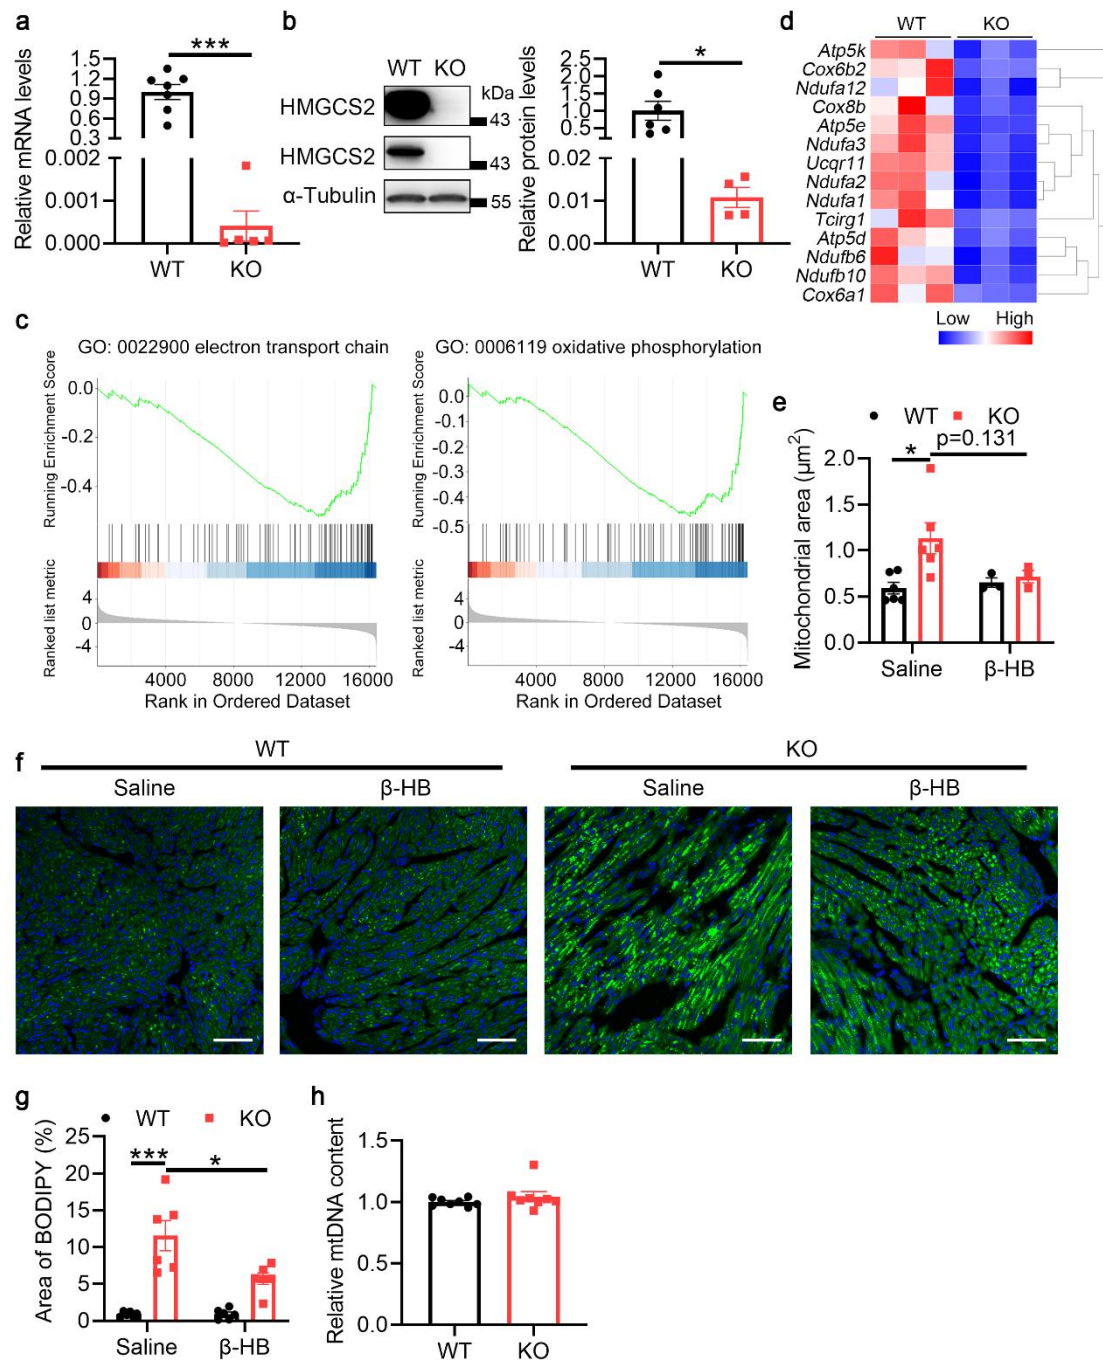 a
Relative mRNA levels
1.5
1.2
0.9
0.6
0.3
0.002
0.001
0.000
***
WT
KO
b
WT KO
kDa
HMGCS2
43
HMGCS2
43
α-Tubulin
55
Relative protein levels
2.5
2.0
1.5
1.0
0.5
0.02
0.01
0.00
*
WT
KO
d
WT
KO
Atp5k
Cox6b2
Ndufa12
Cox8b
Atp5e
Ndufa3
Ucqr11
Ndufa2
Ndufa1
Tcirg1
Atp5d
Ndufb6
Ndufb10
Cox6a1
Low
High
c
GO: 0022900 electron transport chain
Running Enrichment Score
0.0
-0.2
-0.4
Ranked list metric
4
0
-4
4000
8000
12000
16000
Rank in Ordered Dataset
GO: 0006119 oxidative phosphorylation
Running Enrichment Score
0.0
-0.1
-0.2
-0.3
-0.4
-0.5
Ranked list metric
4
0
-4
4000
8000
12000
16000
Rank in Ordered Dataset
e
WT
KO
Mitochondrial area (μm²)
2.0
1.5
1.0
0.5
0.0
*
p=0.131
Saline
β-HB
f
WT
KO
Saline
β-HB
Saline
β-HB
g
WT
KO
Area of BODIPY (%)
25
20
15
10
5
0
***
*
Saline
β-HB
h
Relative mtDNA content
1.5
1.0
0.5
0.0
WT
KO